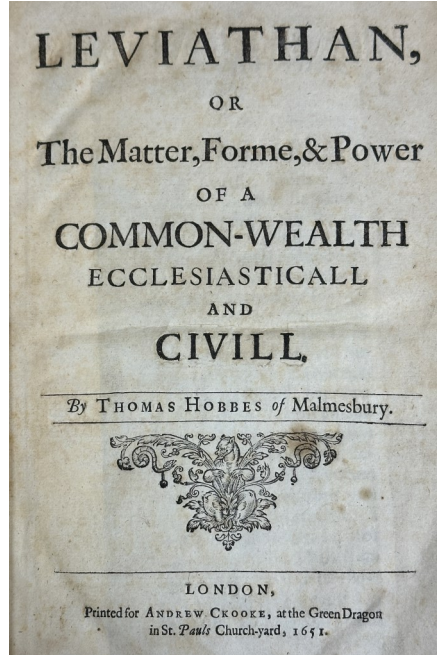 LEVIATHAN,
OR
The Matter, Forme, & Power
OF A
COMMON-WEALTH
ECCLESIASTICALL
AND
CIVILL.
By THOMAS HOBBES of Malmesbury.
LONDON,
Printed for ANDREW CKOOKE, at the Green Dragon
in St. Pauls Church-yard, 1651.